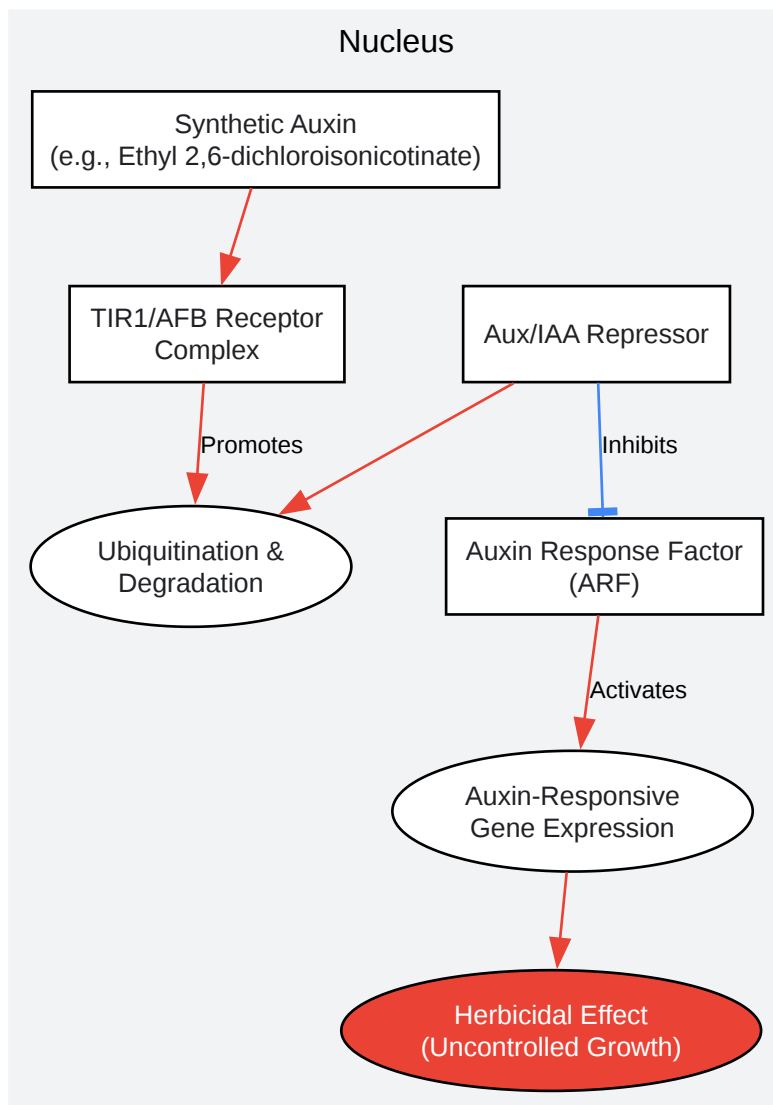 Nucleus
Synthetic Auxin
(e.g., Ethyl 2,6-dichloroisonicotinate)
TIR1/AFB Receptor
Complex
Aux/IAA Repressor
Promotes
Inhibits
Ubiquitination &
Degradation
Auxin Response Factor
(ARF)
Activates
Auxin-Responsive
Gene Expression
Herbicidal Effect
(Uncontrolled Growth)